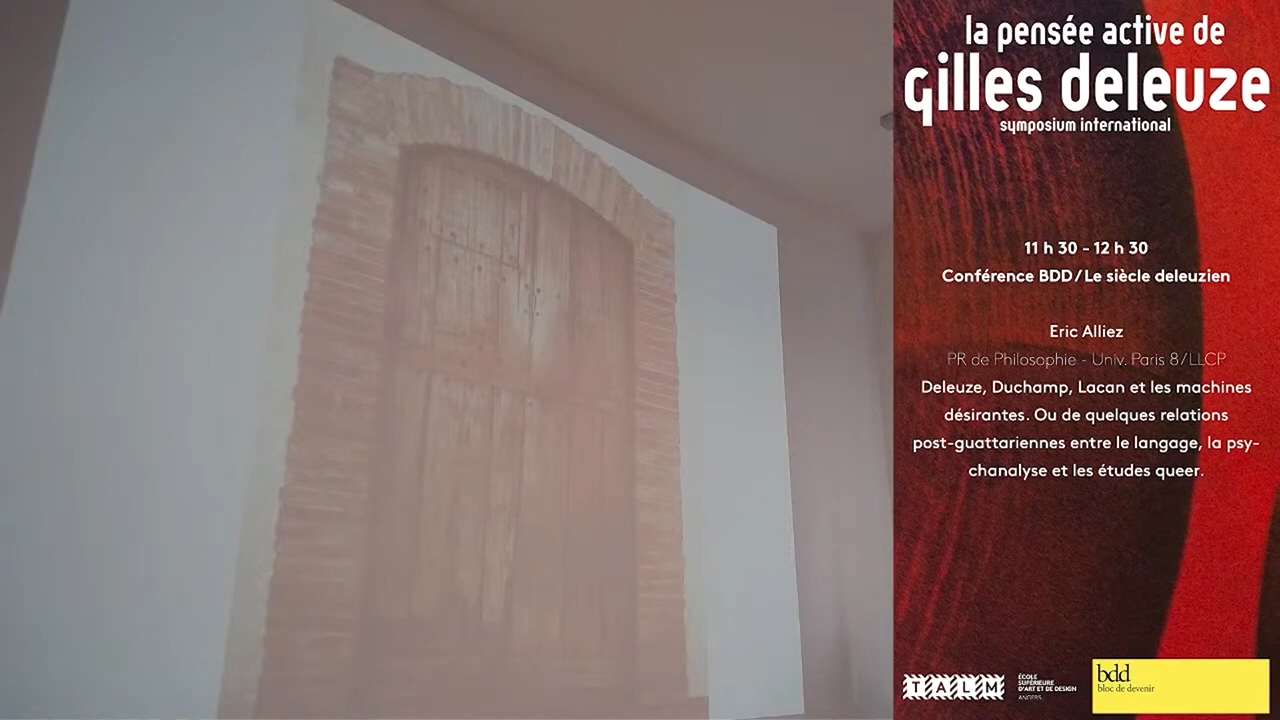 la pensée active de
gilles deleuze
symposium international
11 h 30 - 12 h 30
Conférence BDD/Le siècle deleuzien
Eric Alliez
PR de Philosophie - Univ. Paris 8/LLCP
Deleuze, Duchamp, Lacan et les machines
désirantes. Ou de quelques relations
post-guattariennes entre le langage, la psy-
chanalyse et les études queer.
TALM
ÉCOLE
SUPÉRIEURE
D'ART ET DE DESIGN
ANGERS
bdd
bloc de devenir